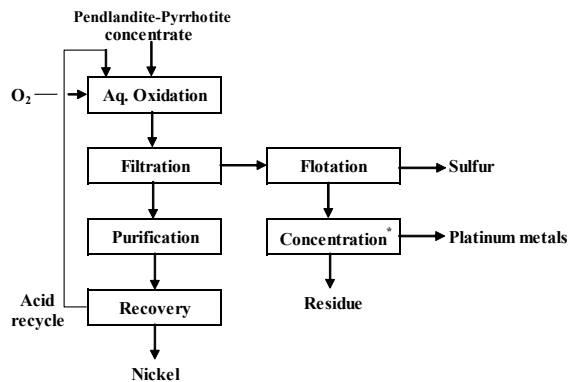 Pendlandite-Pyrrhotite
concentrate
O2
Aq. Oxidation
Filtration
Flotation
Sulfur
Purification
Concentration*
Platinum metals
Acid
recycle
Recovery
Residue
Nickel